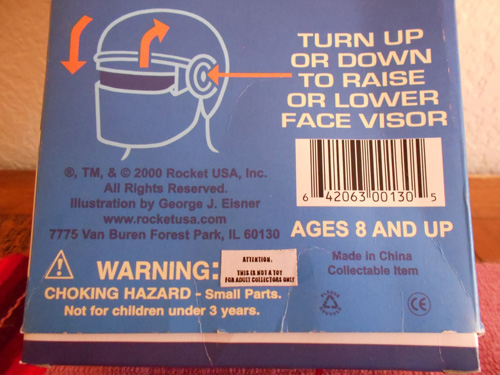 TURN UP
OR DOWN
TO RAISE
OR LOWER
FACE VISOR
®, TM, & © 2000 Rocket USA, Inc.
All Rights Reserved.
Illustration by George J. Eisner
www.rocketusa.com
7775 Van Buren Forest Park, IL 60130
6 42063 00130 5
AGES 8 AND UP
Made in China
Collectable Item
WARNING:
ATTENTION.
THIS IS NOT A TOY
FOR ADULT COLLECTORS ONLY
CHOKING HAZARD - Small Parts.
Not for children under 3 years.
CE